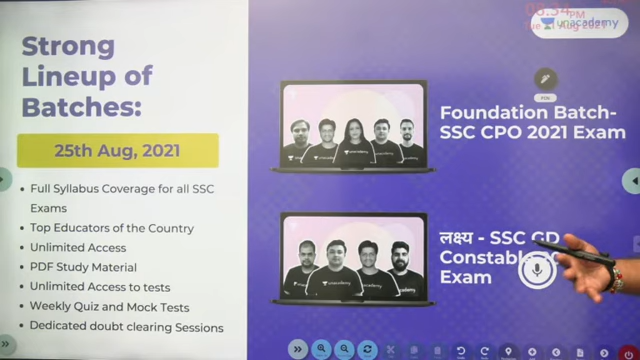 Strong
Lineup of
Batches:
25th Aug, 2021
Full Syllabus Coverage for all SSC
Exams
Top Educators of the Country
Unlimited Access
PDF Study Material
Unlimited Access to tests
Weekly Quiz and Mock Tests
Dedicated doubt clearing Sessions
unacademy
Foundation Batch-
SSC CPO 2021 Exam
लक्ष्य - SSC GD
Exam